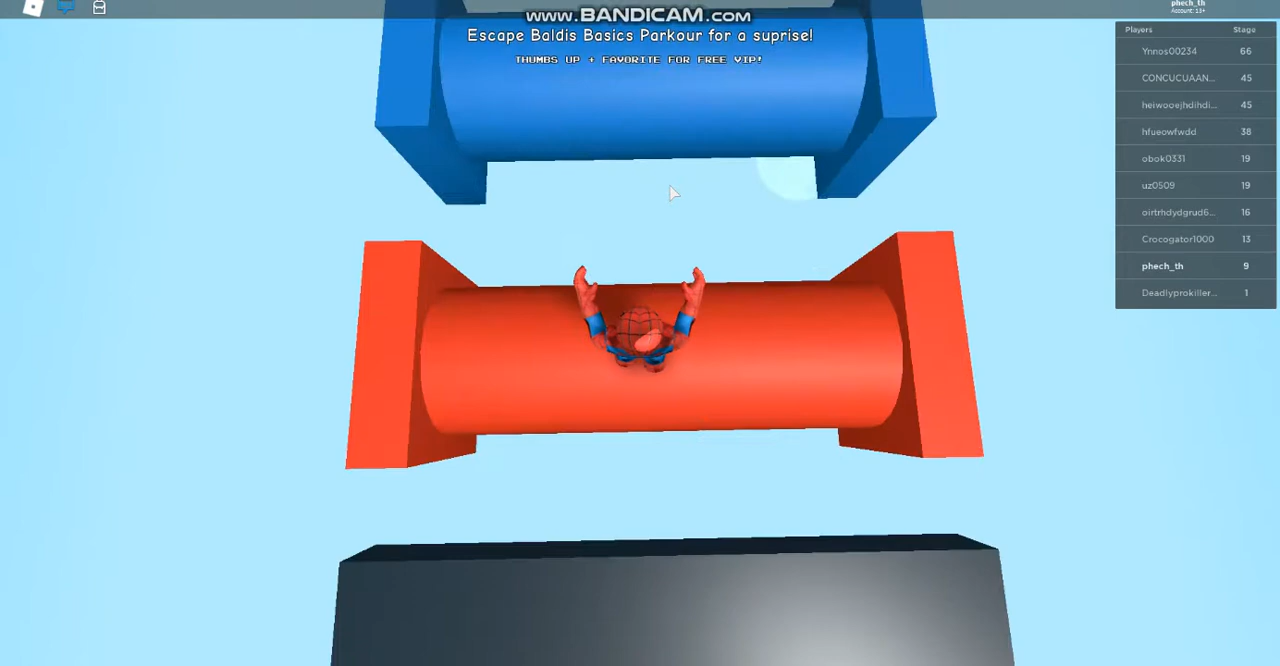 phech_th
Account: 13+
www.BANDICAM.com
Escape Baldis Basics Parkour for a suprise!
THUMBS UP + FAVORITE FOR FREE VIP!
Players Stage
Ynnos00234 66
CONCUCUAAN... 45
heiwooejhdihdi... 45
hfueowfwdd 38
obok0331 19
uz0509 19
oirtrhdydgrud6... 16
Crocogator1000 13
phech_th 9
Deadlyprokiller... 1